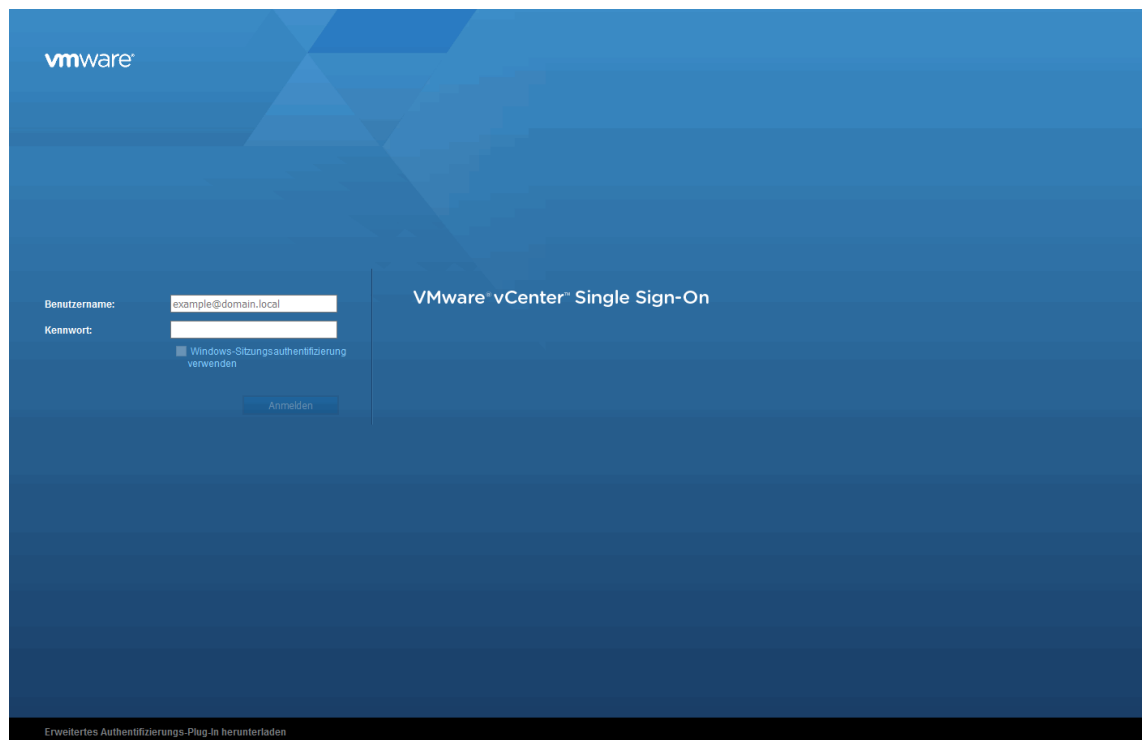 vmware®
Benutzername:
example@domain.local
Kennwort:
Windows-Sitzungsauthentifizierung
verwenden
Anmelden
VMware® vCenter™ Single Sign-On
Erweitertes Authentifizierungs-Plug-In herunterladen